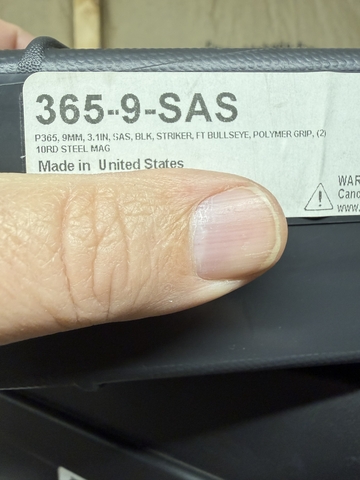 365-9-SAS
P365, 9MM, 3.1IN, SAS, BLK, STRIKER, FT BULLSEYE, POLYMER GRIP, (2)
10RD STEEL MAG
Made in United States
WAR
Canc
www.